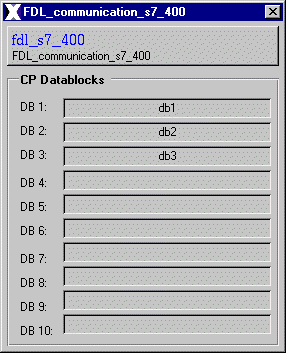 FDL_communication_s7_400
fdl_s7_400
FDL_communication_s7_400
CP Datablocks
DB 1: db1
DB 2: db2
DB 3: db3
DB 4:
DB 5:
DB 6:
DB 7:
DB 8:
DB 9:
DB 10: